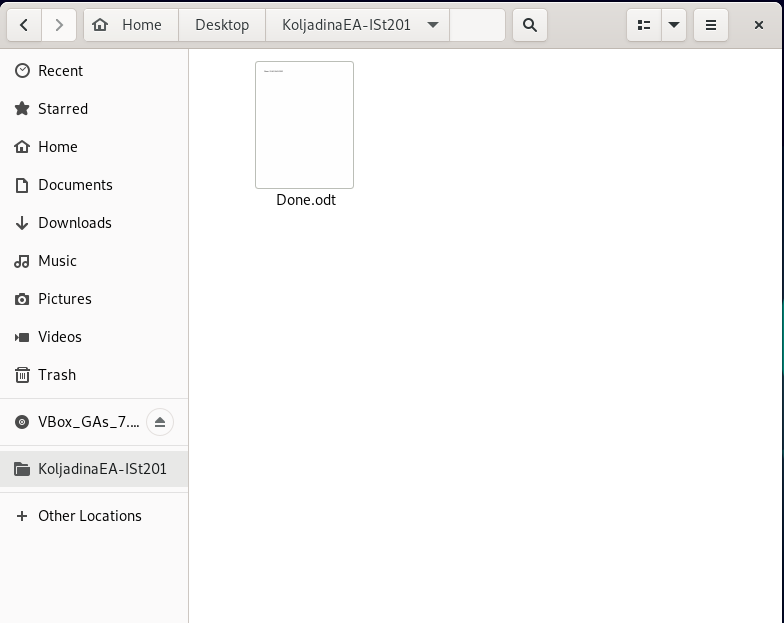 Home Desktop KoljadinaEA-ISt201
Recent
Starred
Home
Documents
Downloads
Music
Pictures
Videos
Trash
VBox_GAs_7....
KoljadinaEA-ISt201
Other Locations
Done.odt